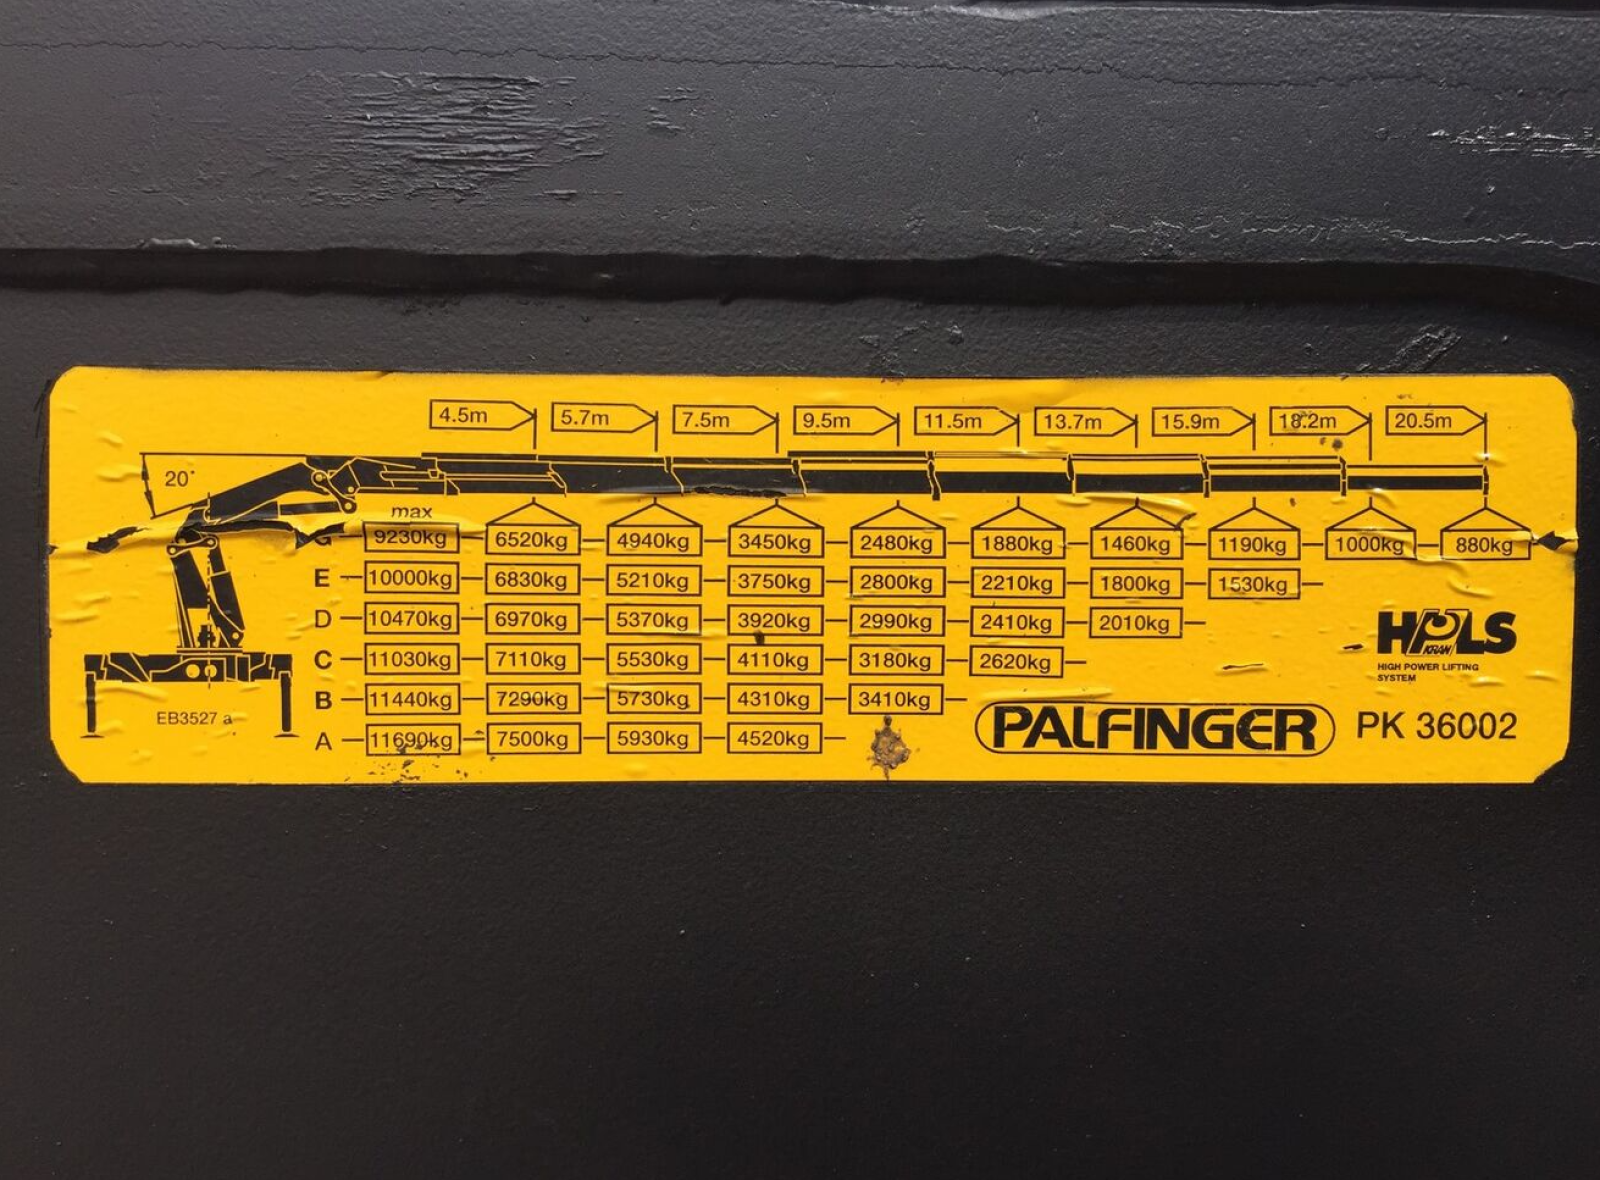 4.5m 5.7m 7.5m 9.5m 11.5m 13.7m 15.9m 18.2m 20.5m
20°
max
G 9230kg 6520kg 4940kg 3450kg 2480kg 1880kg 1460kg 1190kg 1000kg 880kg
E 10000kg 6830kg 5210kg 3750kg 2800kg 2210kg 1800kg 1530kg
D 10470kg 6970kg 5370kg 3920kg 2990kg 2410kg 2010kg
C 11030kg 7110kg 5530kg 4110kg 3180kg 2620kg
B 11440kg 7290kg 5730kg 4310kg 3410kg
A 11690kg 7500kg 5930kg 4520kg
EB3527 a
HPLS
KRAN
HIGH POWER LIFTING
SYSTEM
PALFINGER PK 36002